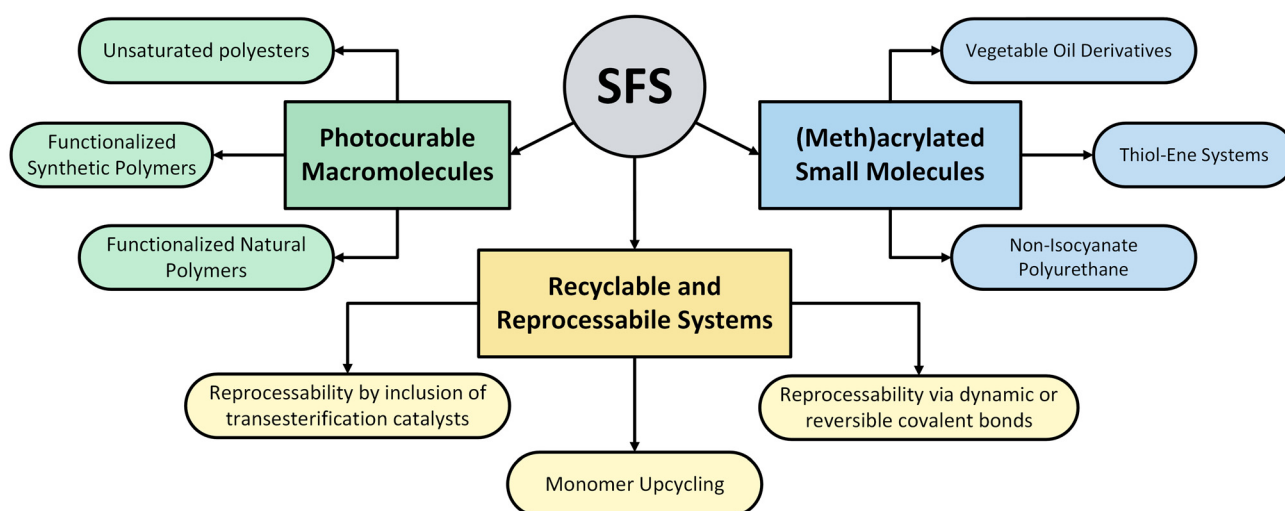 SFS
Photocurable
Macromolecules
Unsaturated polyesters
Functionalized
Synthetic Polymers
Functionalized Natural
Polymers
(Meth)acrylated
Small Molecules
Vegetable Oil Derivatives
Thiol-Ene Systems
Non-Isocyanate
Polyurethane
Recyclable and
Reprocessabile Systems
Reprocessability by inclusion of
transesterification catalysts
Monomer Upcycling
Reprocessability via dynamic or
reversible covalent bonds